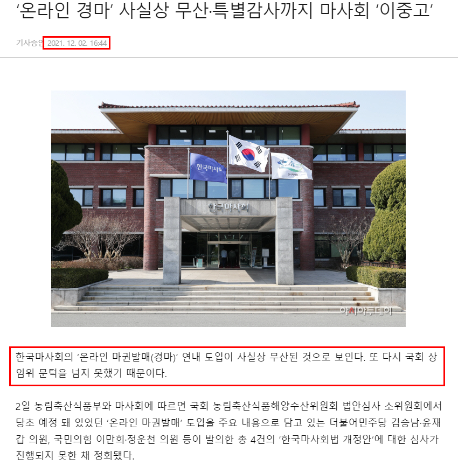 ‘온라인 경마’ 사실상 무산·특별감사까지 마사회 ‘이중고’
기사승인 2021. 12. 02. 16:44
한국마사회
아시아투데이
한국마사회의 ‘온라인 마권발매(경마)’ 연내 도입이 사실상 무산된 것으로 보인다. 또 다시 국회 상
임위 문턱을 넘지 못했기 때문이다.
2일 농림축산식품부와 마사회에 따르면 국회 농림축산식품해양수산위원회 법안심사 소위원회에서
당초 예정 돼 있었던 ‘온라인 마권발매’ 도입을 주요 내용으로 담고 있는 더불어민주당 김승남·윤재
갑 의원, 국민의힘 이만희·정운천 의원 등이 발의한 총 4건의 ‘한국마사회법 개정안’에 대한 심사가
진행되지 못한 채 정회됐다.